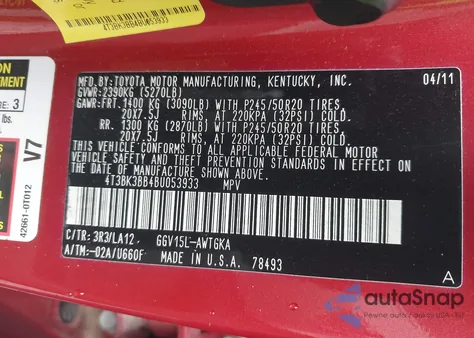 4T3BK3BB4BU053933
MFD.BY:TOYOTA MOTOR MANUFACTURING, KENTUCKY, INC. 04/11
GVWR:2390KG (5270LB)
GAWR:FRT. 1400 KG (3090LB) WITH P245/50R20 TIRES,
20X7.5J RIMS, AT 220KPA (32PSI) COLD.
RR. 1300 KG (2870LB) WITH P245/50R20 TIRES,
20X7.5J RIMS, AT 220KPA (32PSI) COLD.
THIS VEHICLE CONFORMS TO ALL APPLICABLE FEDERAL MOTOR
VEHICLE SAFETY AND THEFT PREVENTION STANDARDS IN EFFECT
ON THE DATE OF MANUFACTURE SHOWN ABOVE.
4T3BK3BB4BU053933 MPV
C/TR: 3R3/LA12 GGV15L-AWTGKA
A/TM:-02A/U660F MADE IN U.S.A. 78493
A
3
lbs.
V7
42661-0T012
autoSnap